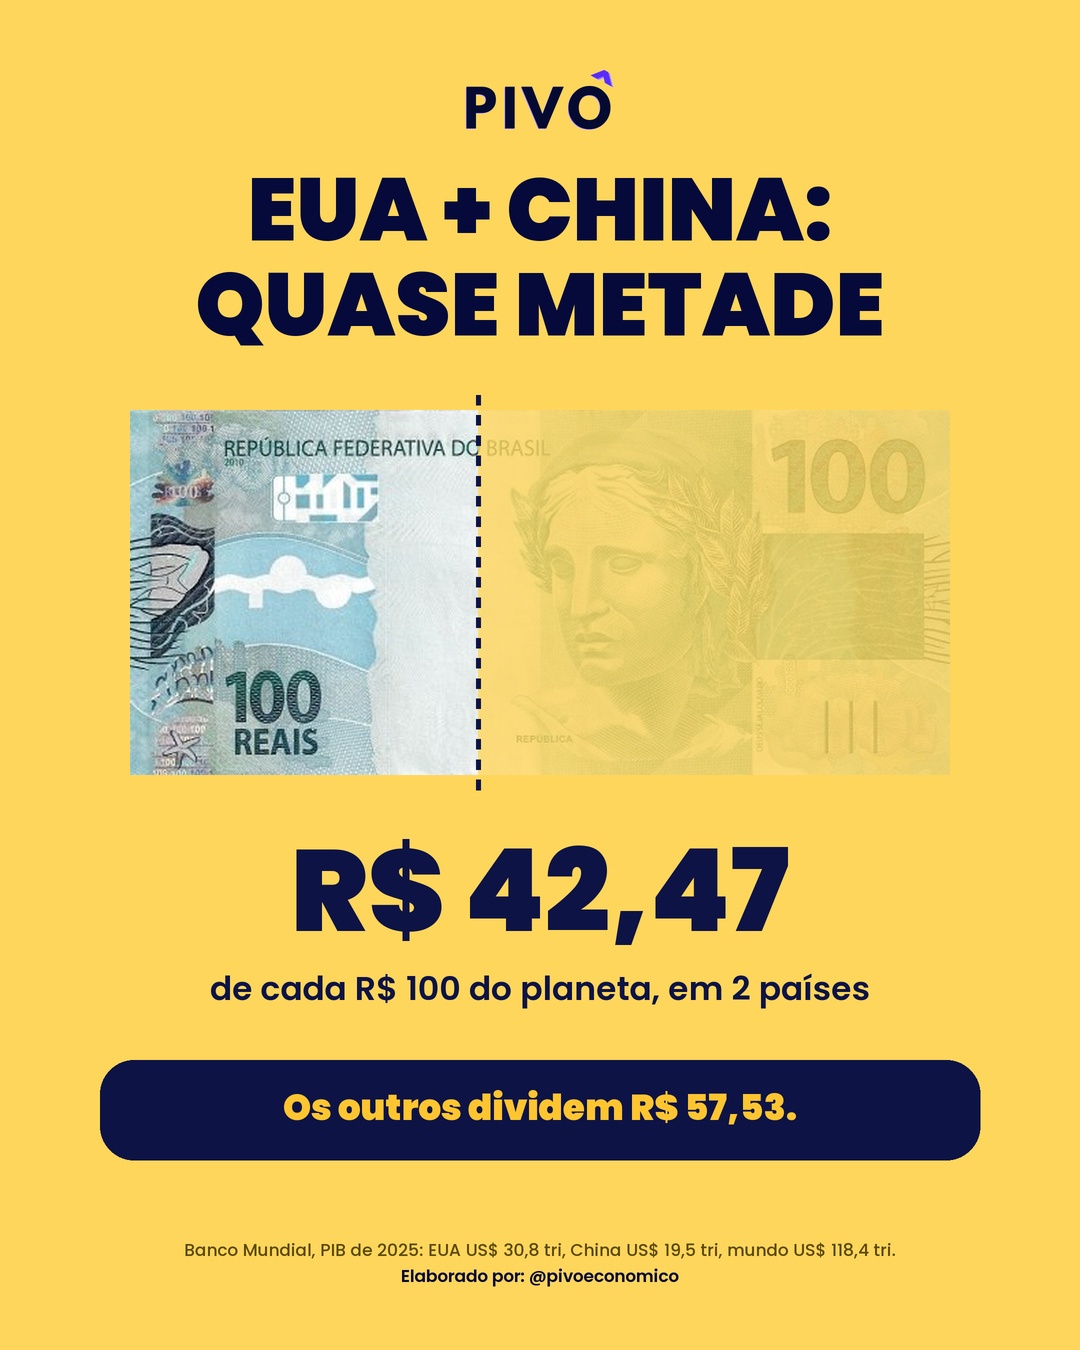 PIVÔ
EUA + CHINA:
QUASE METADE
REPÚBLICA FEDERATIVA DO BRASIL
2010
100
100
REAIS
REPÚBLICA
R$ 42,47
de cada R$ 100 do planeta, em 2 países
Os outros dividem R$ 57,53.
Banco Mundial, PIB de 2025: EUA US$ 30,8 tri, China US$ 19,5 tri, mundo US$ 118,4 tri.
Elaborado por: @pivoeconomico